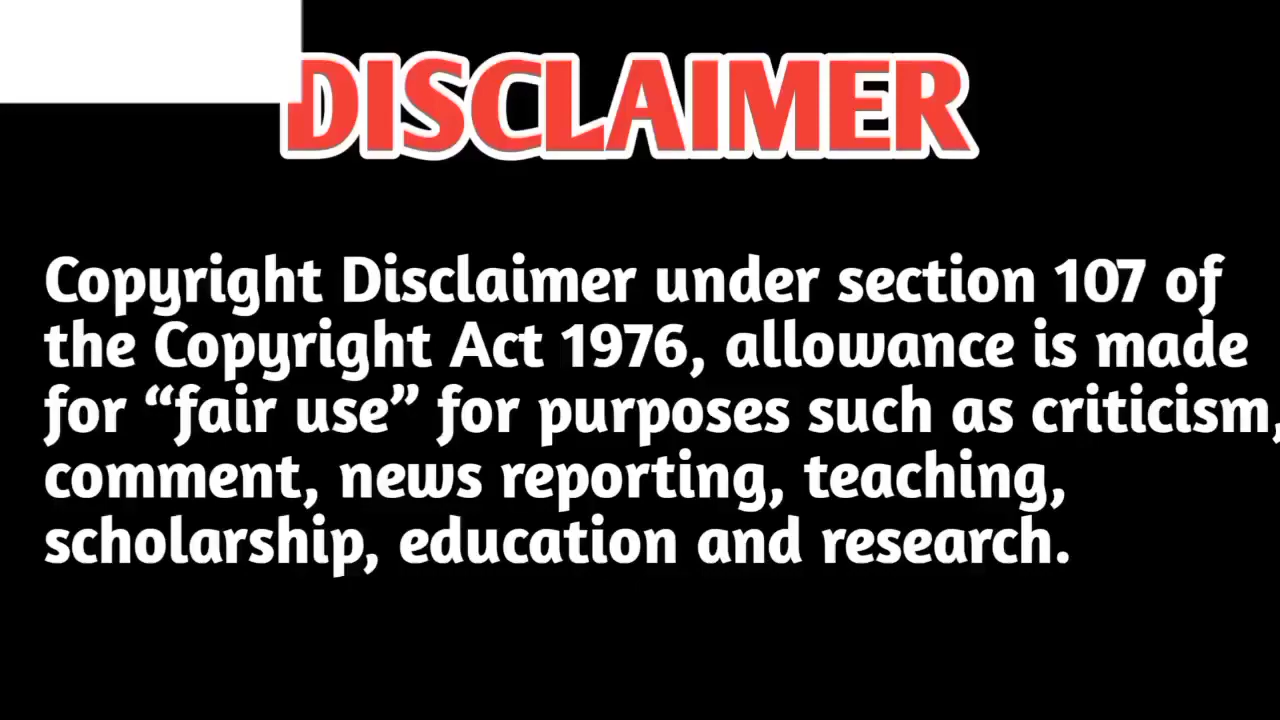 DISCLAIMER
Copyright Disclaimer under section 107 of
the Copyright Act 1976, allowance is made
for “fair use” for purposes such as criticism,
comment, news reporting, teaching,
scholarship, education and research.